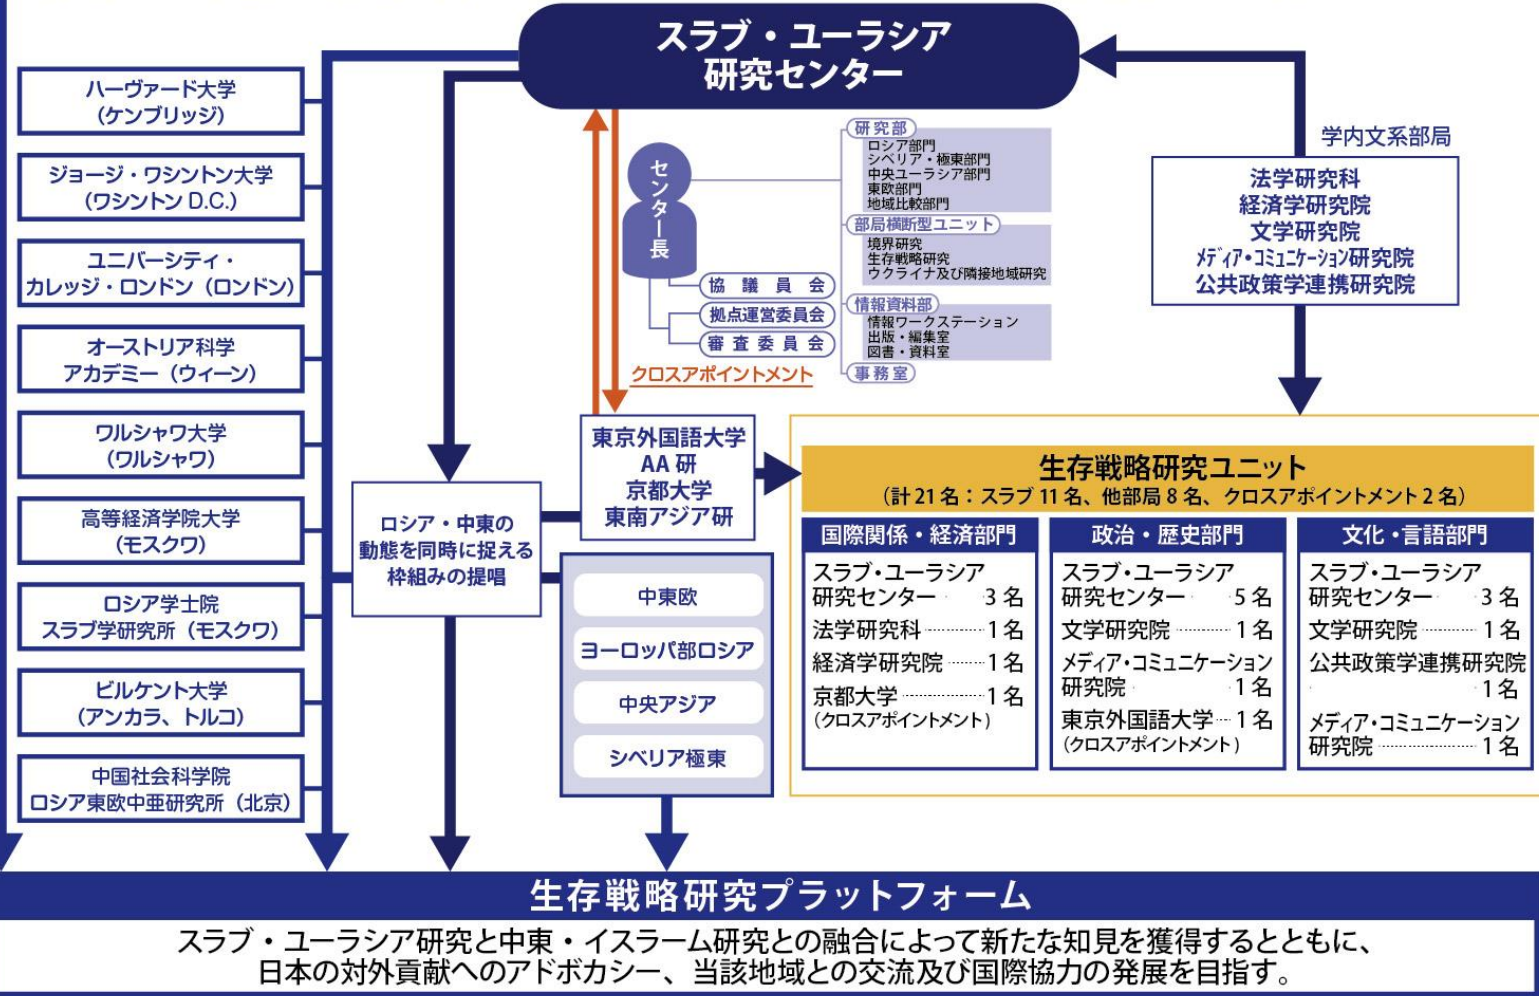 スラブ・ユーラシア
研究センター
ハーヴァード大学
(ケンブリッジ)
ジョージ・ワシントン大学
(ワシントン D.C.)
ユニバーシティ・
カレッジ・ロンドン (ロンドン)
オーストリア科学
アカデミー (ウィーン)
ワルシャワ大学
(ワルシャワ)
高等経済学院大学
(モスクワ)
ロシア学士院
スラブ学研究所 (モスクワ)
ビルケント大学
(アンカラ、トルコ)
中国社会科学院
ロシア東欧中亜研究所 (北京)
センター長
協議員会
拠点運営委員会
審査委員会
研究部
ロシア部門
シベリア・極東部門
中央ユーラシア部門
東欧部門
地域比較部門
部局横断型ユニット
境界研究
生存戦略研究
ウクライナ及び隣接地域研究
情報資料部
情報ワークステーション
出版・編集室
図書・資料室
事務室
クロスアポイントメント
学内文系部局
法学研究科
経済学研究院
文学研究院
メディア・コミュニケーション研究院
公共政策学連携研究院
ロシア・中東の
動態を同時に捉える
枠組みの提唱
東京外国語大学
AA 研
京都大学
東南アジア研
中東欧
ヨーロッパ部ロシア
中央アジア
シベリア極東
生存戦略研究ユニット
(計 21 名：スラブ 11 名、他部局 8 名、クロスアポイントメント 2 名)
国際関係・経済部門
スラブ・ユーラシア
研究センター 3 名
法学研究科 ………… 1 名
経済学研究院 ……… 1 名
京都大学 …………… 1 名
(クロスアポイントメント)
政治・歴史部門
スラブ・ユーラシア
研究センター 5 名
文学研究院 ………… 1 名
メディア・コミュニケーション
研究院 1 名
東京外国語大学 … 1 名
(クロスアポイントメント)
文化・言語部門
スラブ・ユーラシア
研究センター 3 名
文学研究院 ………… 1 名
公共政策学連携研究院
1 名
メディア・コミュニケーション
研究院 ……………… 1 名
生存戦略研究プラットフォーム
スラブ・ユーラシア研究と中東・イスラーム研究との融合によって新たな知見を獲得するとともに、
日本の対外貢献へのアドボカシー、当該地域との交流及び国際協力の発展を目指す。